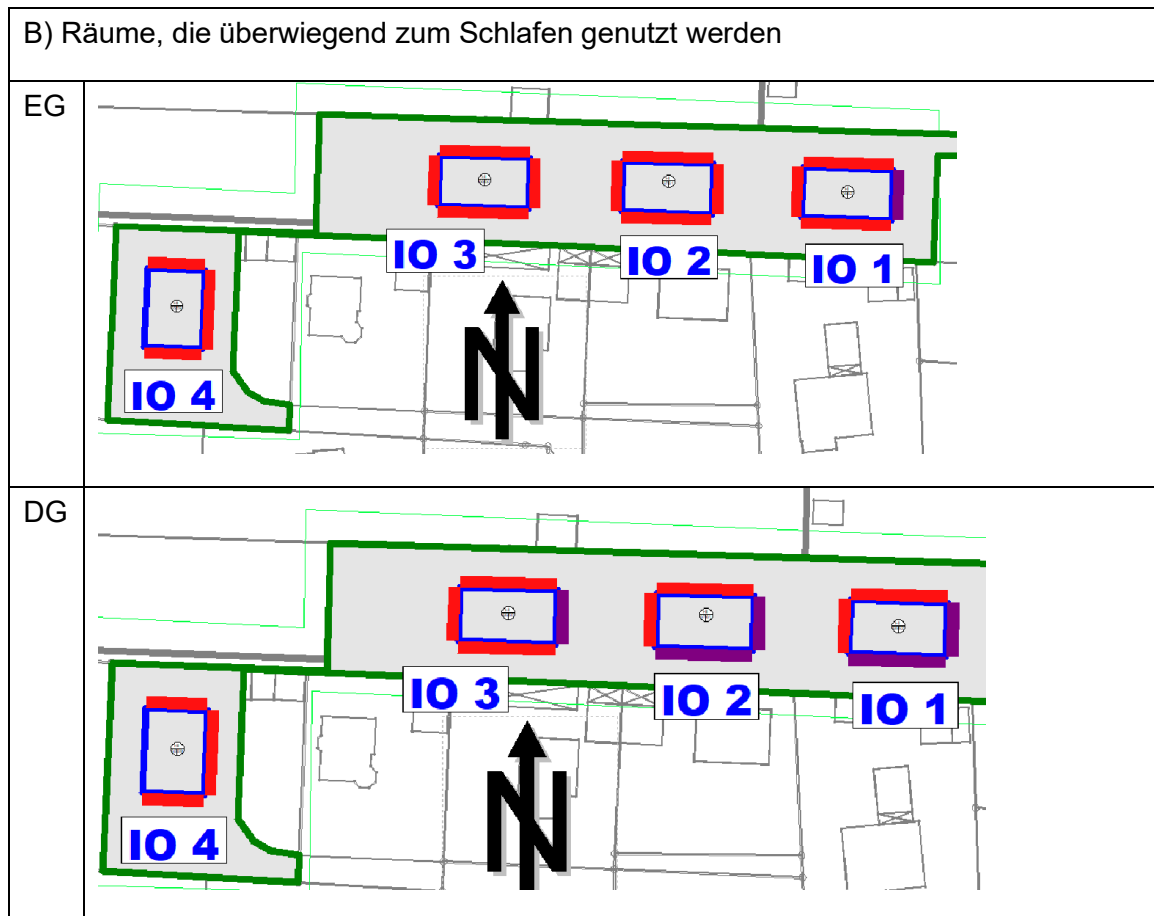 B) Räume, die überwiegend zum Schlafen genutzt werden
EG
IO 3
IO 2
IO 1
IO 4
N
DG
IO 3
IO 2
IO 1
IO 4
N